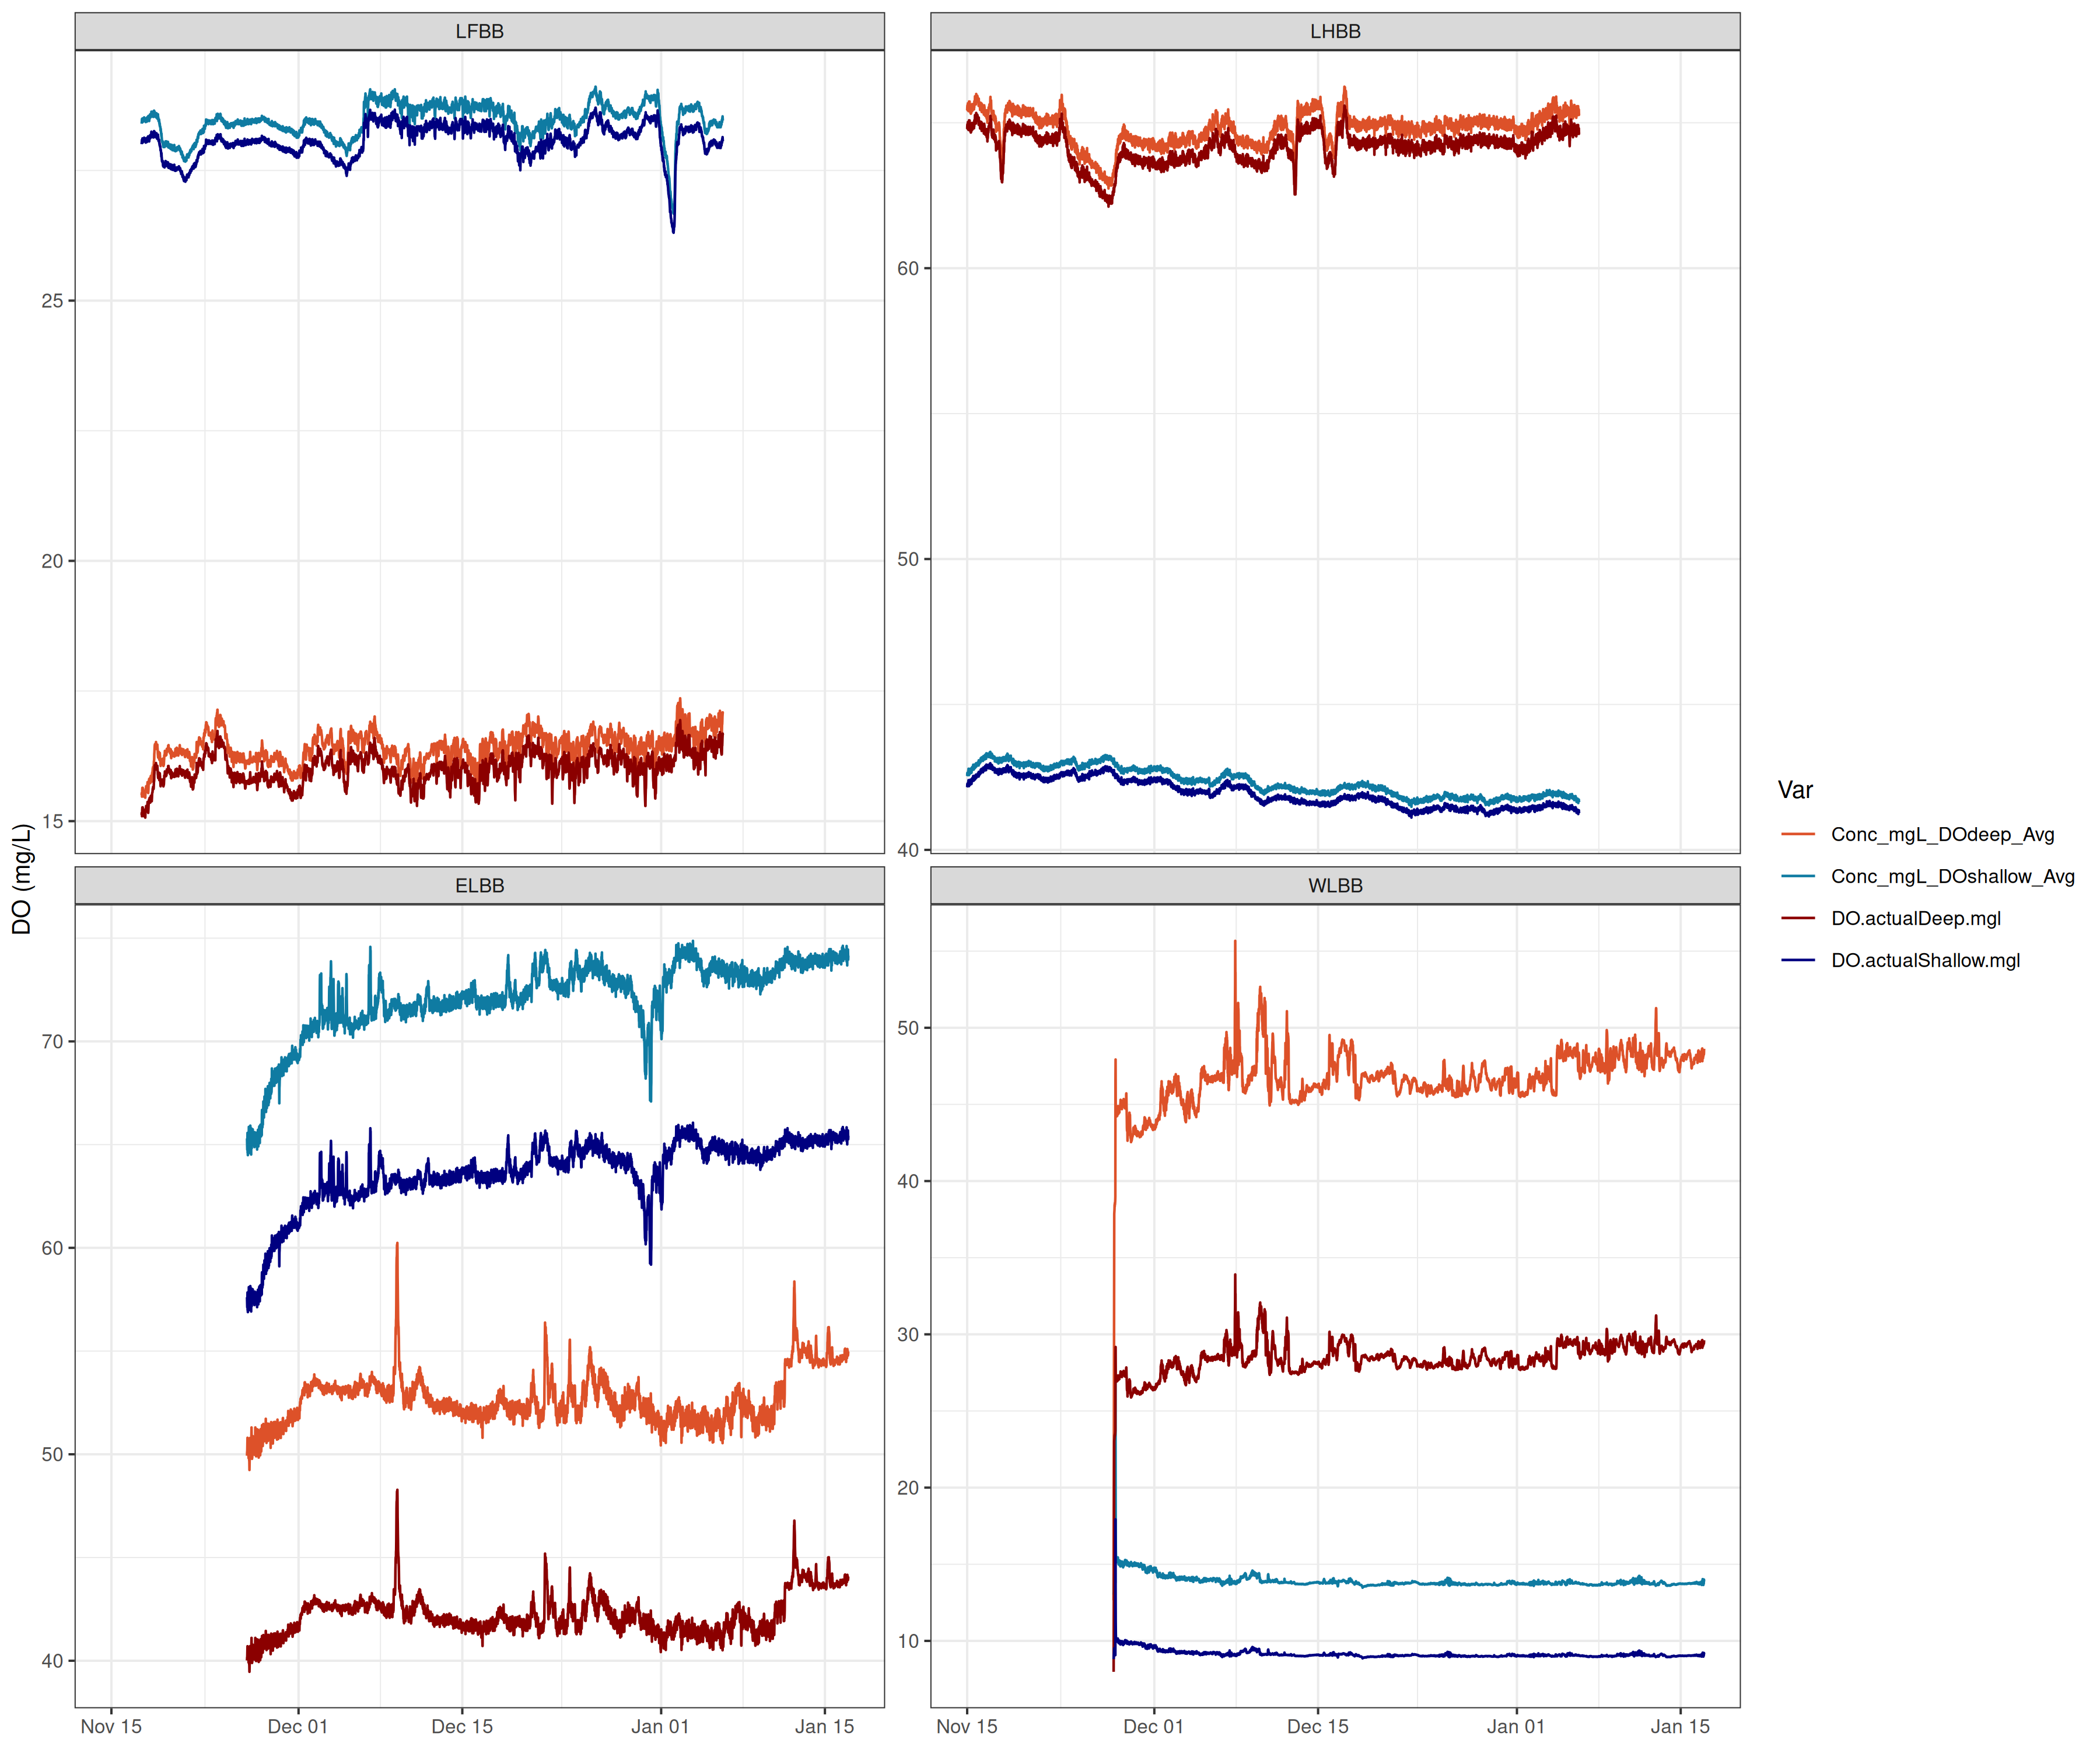 LFBB
LHBB
25
20
15
60
50
40
ELBB
WLBB
70
60
50
40
50
40
30
20
10
Nov 15
Dec 01
Dec 15
Jan 01
Jan 15
Nov 15
Dec 01
Dec 15
Jan 01
Jan 15
DO (mg/L)
Var
Conc_mgL_DOdeep_Avg
Conc_mgL_DOshallow_Avg
DO.actualDeep.mgl
DO.actualShallow.mgl